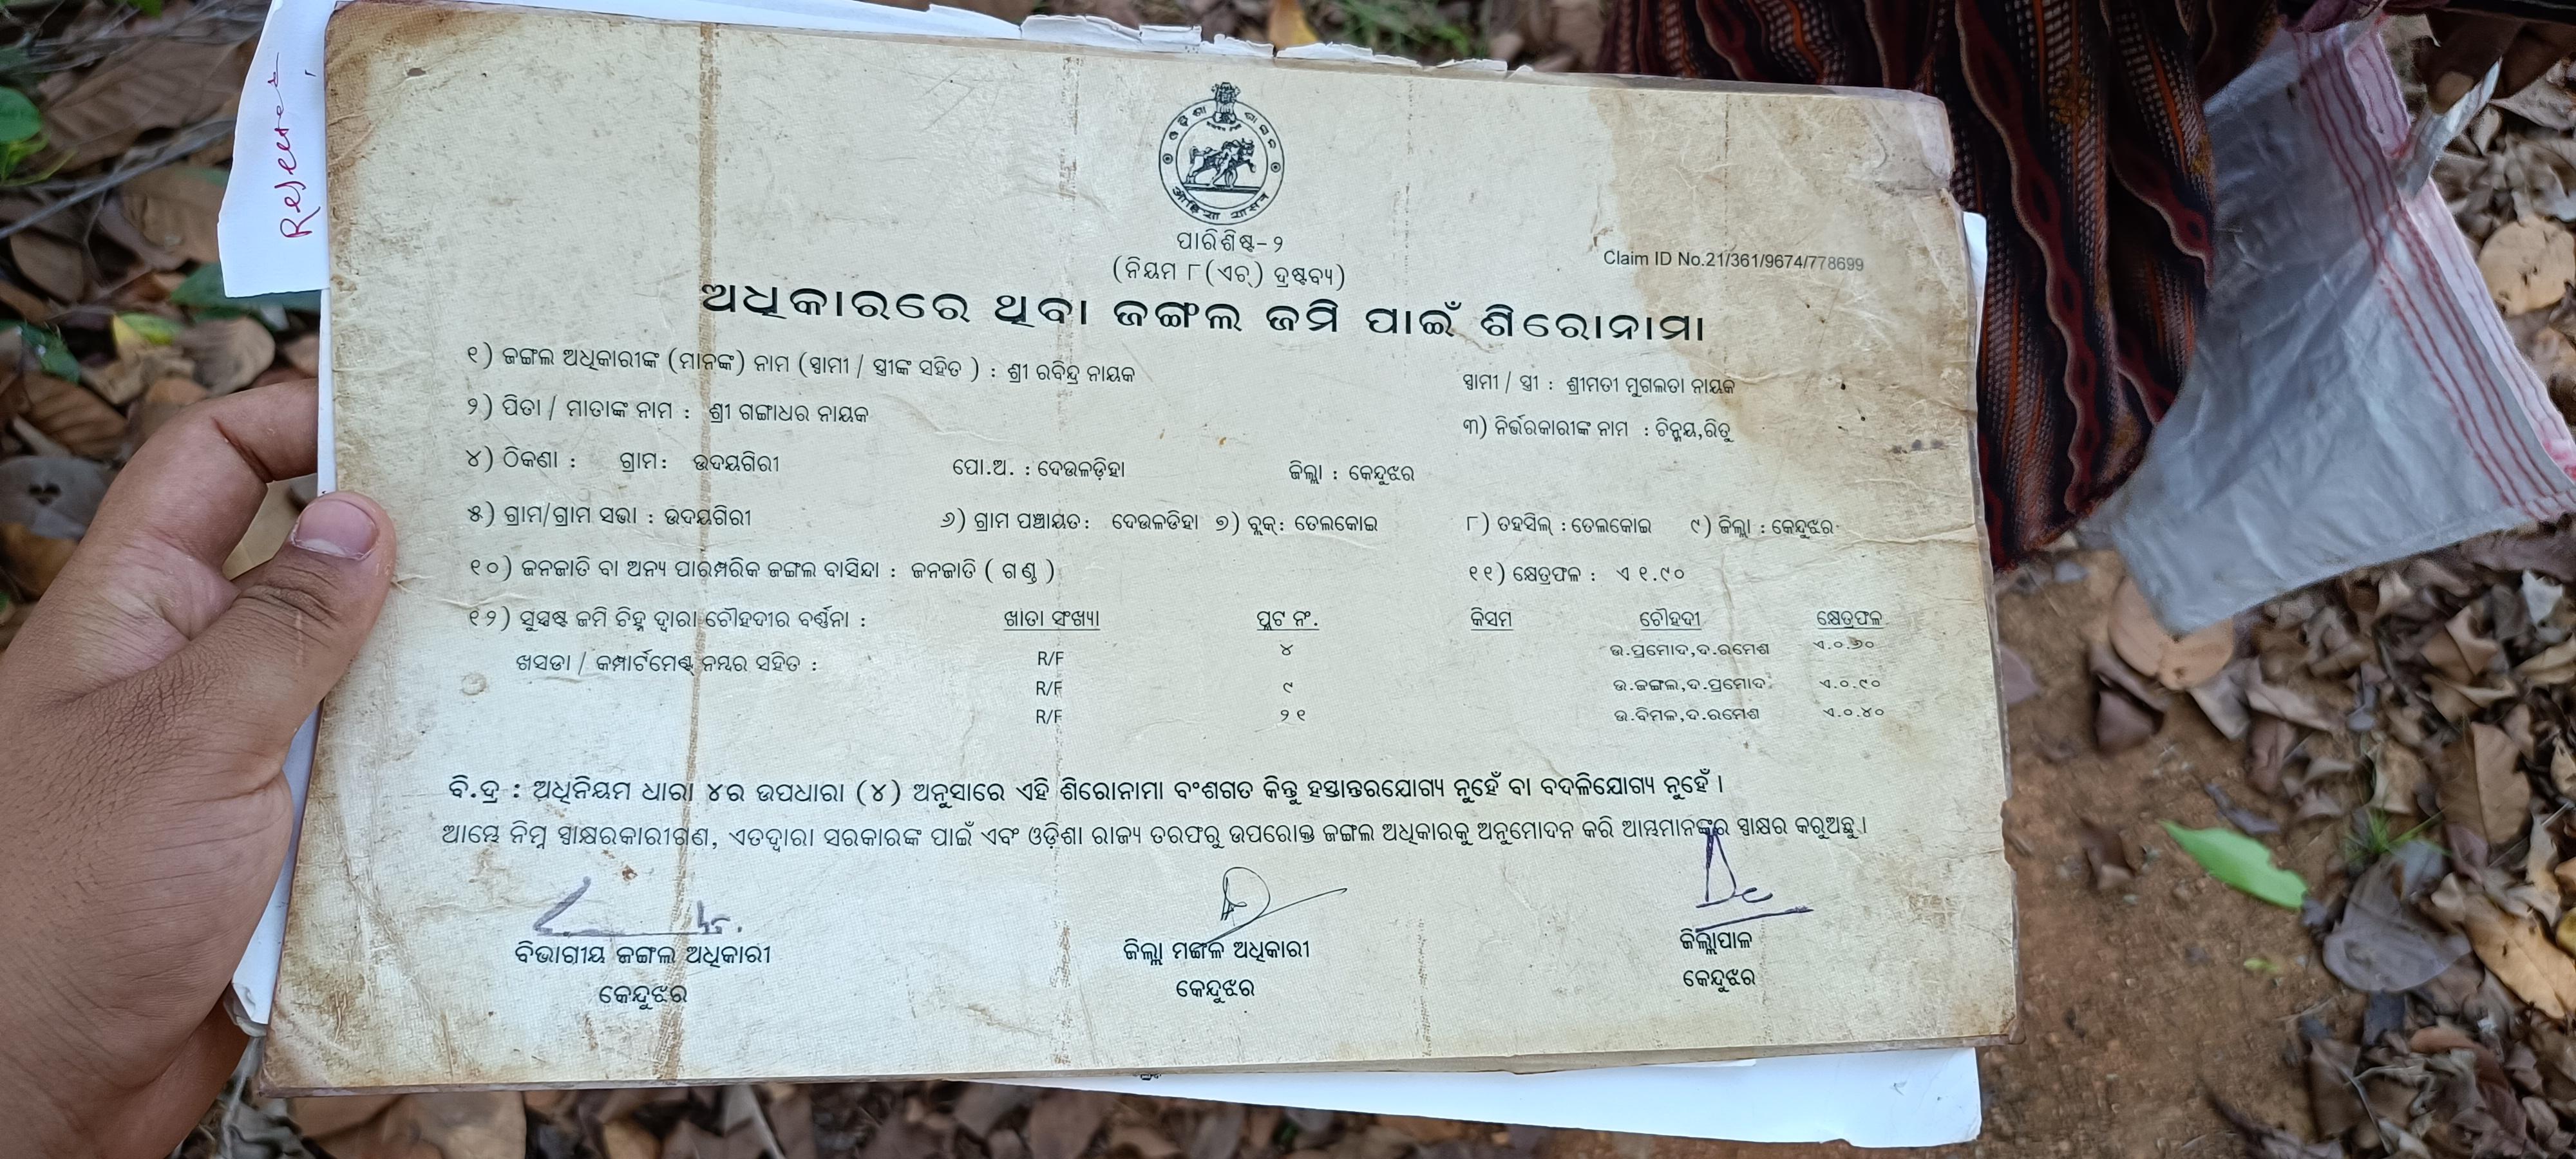 Reserve
ଓଡ଼ିଶା ଶାସନ
ओड़िशा शासन
ପାରିଶିଷ୍ଟ-୨
(ନିୟମ ୮(ଏଚ୍) ଦ୍ରଷ୍ଟବ୍ୟ)
Claim ID No.21/361/9674/778699
ଅଧିକାରରେ ଥିବା ଜଙ୍ଗଲ ଜମି ପାଇଁ ଶିରୋନାମା
୧) ଜଙ୍ଗଲ ଅଧିକାରୀଙ୍କ (ମାନଙ୍କ) ନାମ (ସ୍ୱାମୀ / ସ୍ତ୍ରୀଙ୍କ ସହିତ ) : ଶ୍ରୀ ରବିନ୍ଦ୍ର ନାୟକ ସ୍ୱାମୀ / ସ୍ତ୍ରୀ : ଶ୍ରୀମତୀ ମୁଗଲତା ନାୟକ
୨) ପିତା / ମାତାଙ୍କ ନାମ : ଶ୍ରୀ ଗଙ୍ଗାଧର ନାୟକ ୩) ନିର୍ଭରକାରୀଙ୍କ ନାମ : ଚିନ୍ମୟ,ରିତୁ
୪) ଠିକଣା : ଗ୍ରାମ: ଉଦୟଗିରୀ ପୋ.ଅ. : ଦେଉଳଡ଼ିହା ଜିଲ୍ଲା : କେନ୍ଦୁଝର
୫) ଗ୍ରାମ/ଗ୍ରାମ ସଭା : ଉଦୟଗିରୀ ୬) ଗ୍ରାମ ପଞ୍ଚାୟତ: ଦେଉଳଡିହା ୭) ବ୍ଲକ୍: ତେଲକୋଇ ୮) ତହସିଲ୍ : ତେଲକୋଇ ୯) ଜିଲ୍ଲା : କେନ୍ଦୁଝର
୧୦) ଜନଜାତି ବା ଅନ୍ୟ ପାରମ୍ପରିକ ଜଙ୍ଗଲ ବାସିନ୍ଦା : ଜନଜାତି ( ଗଣ୍ଡ ) ୧୧) କ୍ଷେତ୍ରଫଳ : ଏ ୧.୯୦
୧୨) ସୁସ୍ପଷ୍ଟ ଜମି ଚିହ୍ନ ଦ୍ୱାରା ଚୌହଦୀର ବର୍ଣ୍ଣନା : ଖାତା ସଂଖ୍ୟା ପ୍ଲଟ ନଂ. କିସମ ଚୌହଦୀ କ୍ଷେତ୍ରଫଳ
ଖସଡା / କମ୍ପାର୍ଟମେଣ୍ଟ ନମ୍ବର ସହିତ : R/F ୪ ଉ.ପ୍ରମୋଦ,ଦ.ରମେଶ ଏ.୦.୬୦
R/F ୯ ଉ.ଜଙ୍ଗଲ,ଦ.ପ୍ରମୋଦ ଏ.୦.୯୦
R/F ୨୧ ଉ.ବିମଳ,ଦ.ରମେଶ ଏ.୦.୪୦
ବି.ଦ୍ର : ଅଧିନିୟମ ଧାରା ୪ର ଉପଧାରା (୪) ଅନୁସାରେ ଏହି ଶିରୋନାମା ବଂଶଗତ କିନ୍ତୁ ହସ୍ତାନ୍ତରଯୋଗ୍ୟ ନୁହେଁ ବା ବଦଳିଯୋଗ୍ୟ ନୁହେଁ ।
ଆମ୍ଭେ ନିମ୍ନ ସ୍ୱାକ୍ଷରକାରୀଗଣ, ଏତଦ୍ୱାରା ସରକାରଙ୍କ ପାଇଁ ଏବଂ ଓଡ଼ିଶା ରାଜ୍ୟ ତରଫରୁ ଉପରୋକ୍ତ ଜଙ୍ଗଲ ଅଧିକାରକୁ ଅନୁମୋଦନ କରି ଆମ୍ଭମାନଙ୍କର ସ୍ୱାକ୍ଷର କରୁଅଛୁ ।
ବିଭାଗୀୟ ଜଙ୍ଗଲ ଅଧିକାରୀ ଜିଲ୍ଲା ମଙ୍ଗଳ ଅଧିକାରୀ ଜିଲ୍ଲାପାଳ
କେନ୍ଦୁଝର କେନ୍ଦୁଝର କେନ୍ଦୁଝର